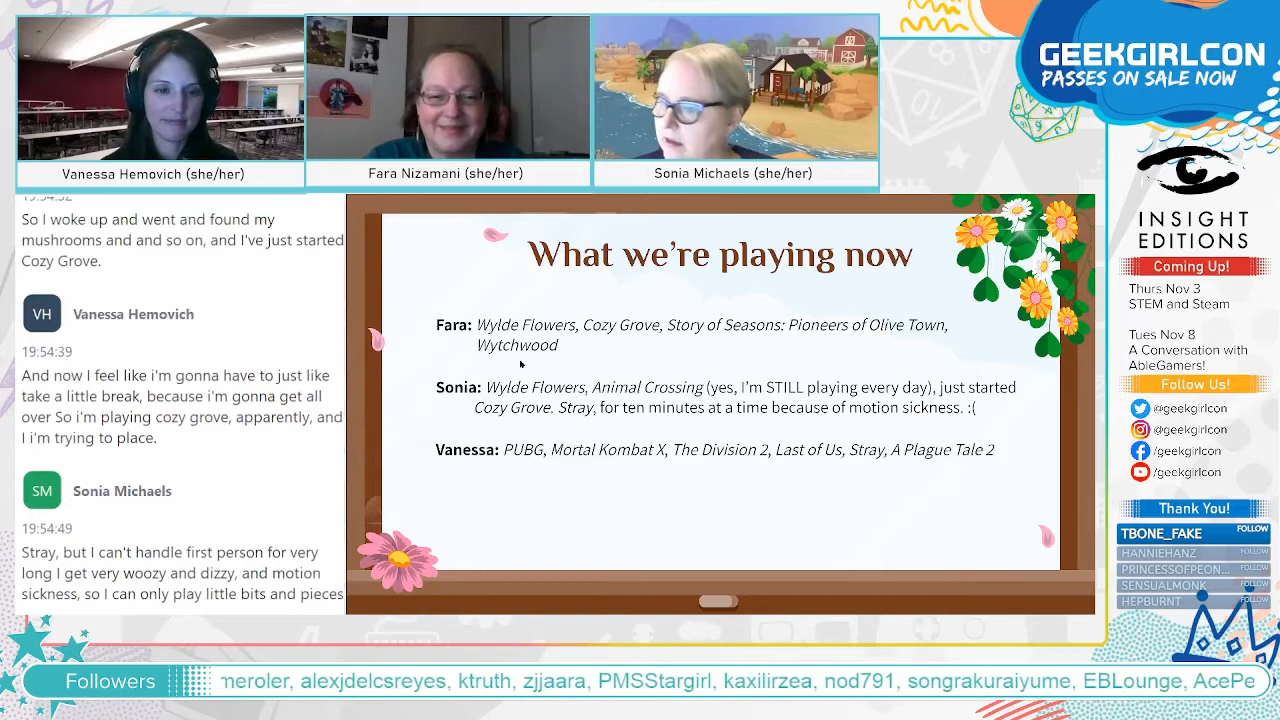 Vanessa Hemovich (she/her)
Fara Nizamani (she/her)
Sonia Michaels (she/her)
GEEKGIRLCON
PASSES ON SALE NOW
So I woke up and went and found my
mushrooms and and so on, and I've just started
Cozy Grove.
VH Vanessa Hemovich
19:54:39
And now I feel like i'm gonna have to just like
take a little break, because i'm gonna get all
over So i'm playing cozy grove, apparently, and
I i'm trying to place.
SM Sonia Michaels
19:54:49
Stray, but I can't handle first person for very
long I get very woozy and dizzy, and motion
sickness, so I can only play little bits and pieces
What we're playing now
Fara: Wylde Flowers, Cozy Grove, Story of Seasons: Pioneers of Olive Town,
Wytchwood
Sonia: Wylde Flowers, Animal Crossing (yes, I'm STILL playing every day), just started
Cozy Grove. Stray, for ten minutes at a time because of motion sickness. :(
Vanessa: PUBG, Mortal Kombat X, The Division 2, Last of Us, Stray, A Plague Tale 2
INSIGHT
EDITIONS
Coming Up!
Thurs Nov 3
STEM and Steam
Tues Nov 8
A Conversation with
AbleGamers!
Follow Us!
@geekgirlcon
@geekgirlcon
/geekgirlcon
/geekgirlcon
Thank You!
TBONE_FAKE FOLLOW
HANNIEHANZ FOLLOW
PRINCESSOFPEON... FOLLOW
SENSUALMONK FOLLOW
HEPBURNT FOLLOW
Followers meroler, alexjdelcsreyes, ktruth, zjjaara, PMSStargirl, kaxilirzea, nod791, songrakuraiyume, EBLounge, AcePe